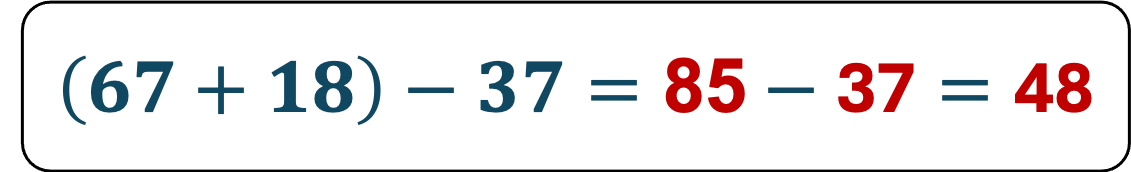 (67 + 18) − 37 = 85 − 37 = 48